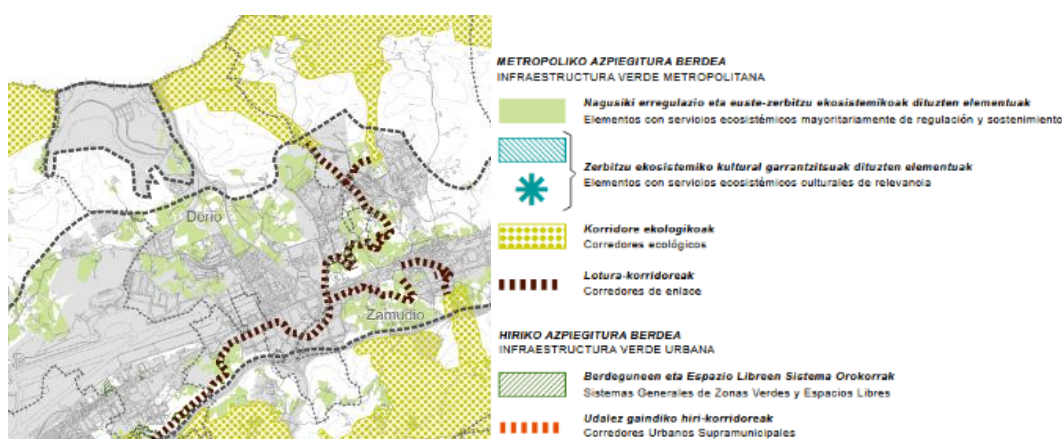 Derio
Zamudio
METROPOLIKO AZPIEGITURA BERDEA
INFRAESTRUCTURA VERDE METROPOLITANA
Nagusiki erregulazio eta euste-zerbitzu ekosistemikoak dituzten elementuak
Elementos con servicios ecosistémicos mayoritariamente de regulación y sostenimiento
Zerbitzu ekosistemiko kultural garrantzitsuak dituzten elementuak
Elementos con servicios ecosistémicos culturales de relevancia
Korridore ekologikoak
Corredores ecológicos
Lotura-korridoreak
Corredores de enlace
HIRIKO AZPIEGITURA BERDEA
INFRAESTRUCTURA VERDE URBANA
Berdeguneen eta Espazio Libreen Sistema Orokorrak
Sistemas Generales de Zonas Verdes y Espacios Libres
Udalez gaindiko hiri-korridoreak
Corredores Urbanos Supramunicipales